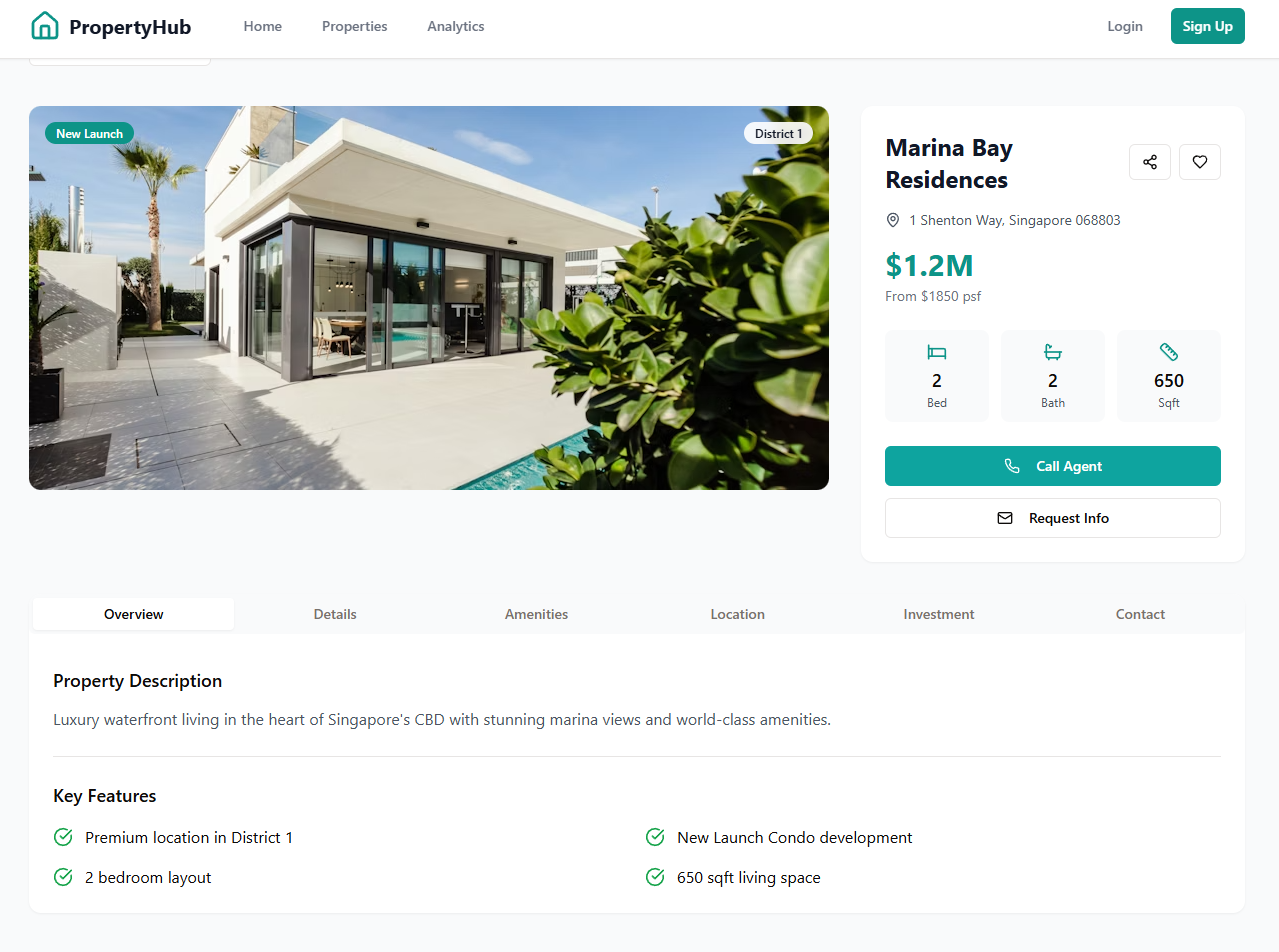 PropertyHub
Home
Properties
Analytics
Login
Sign Up
New Launch
District 1
Marina Bay
Residences
1 Shenton Way, Singapore 068803
$1.2M
From $1850 psf
2
Bed
2
Bath
650
Sqft
Call Agent
Request Info
Overview
Details
Amenities
Location
Investment
Contact
Property Description
Luxury waterfront living in the heart of Singapore's CBD with stunning marina views and world-class amenities.
Key Features
Premium location in District 1
New Launch Condo development
2 bedroom layout
650 sqft living space